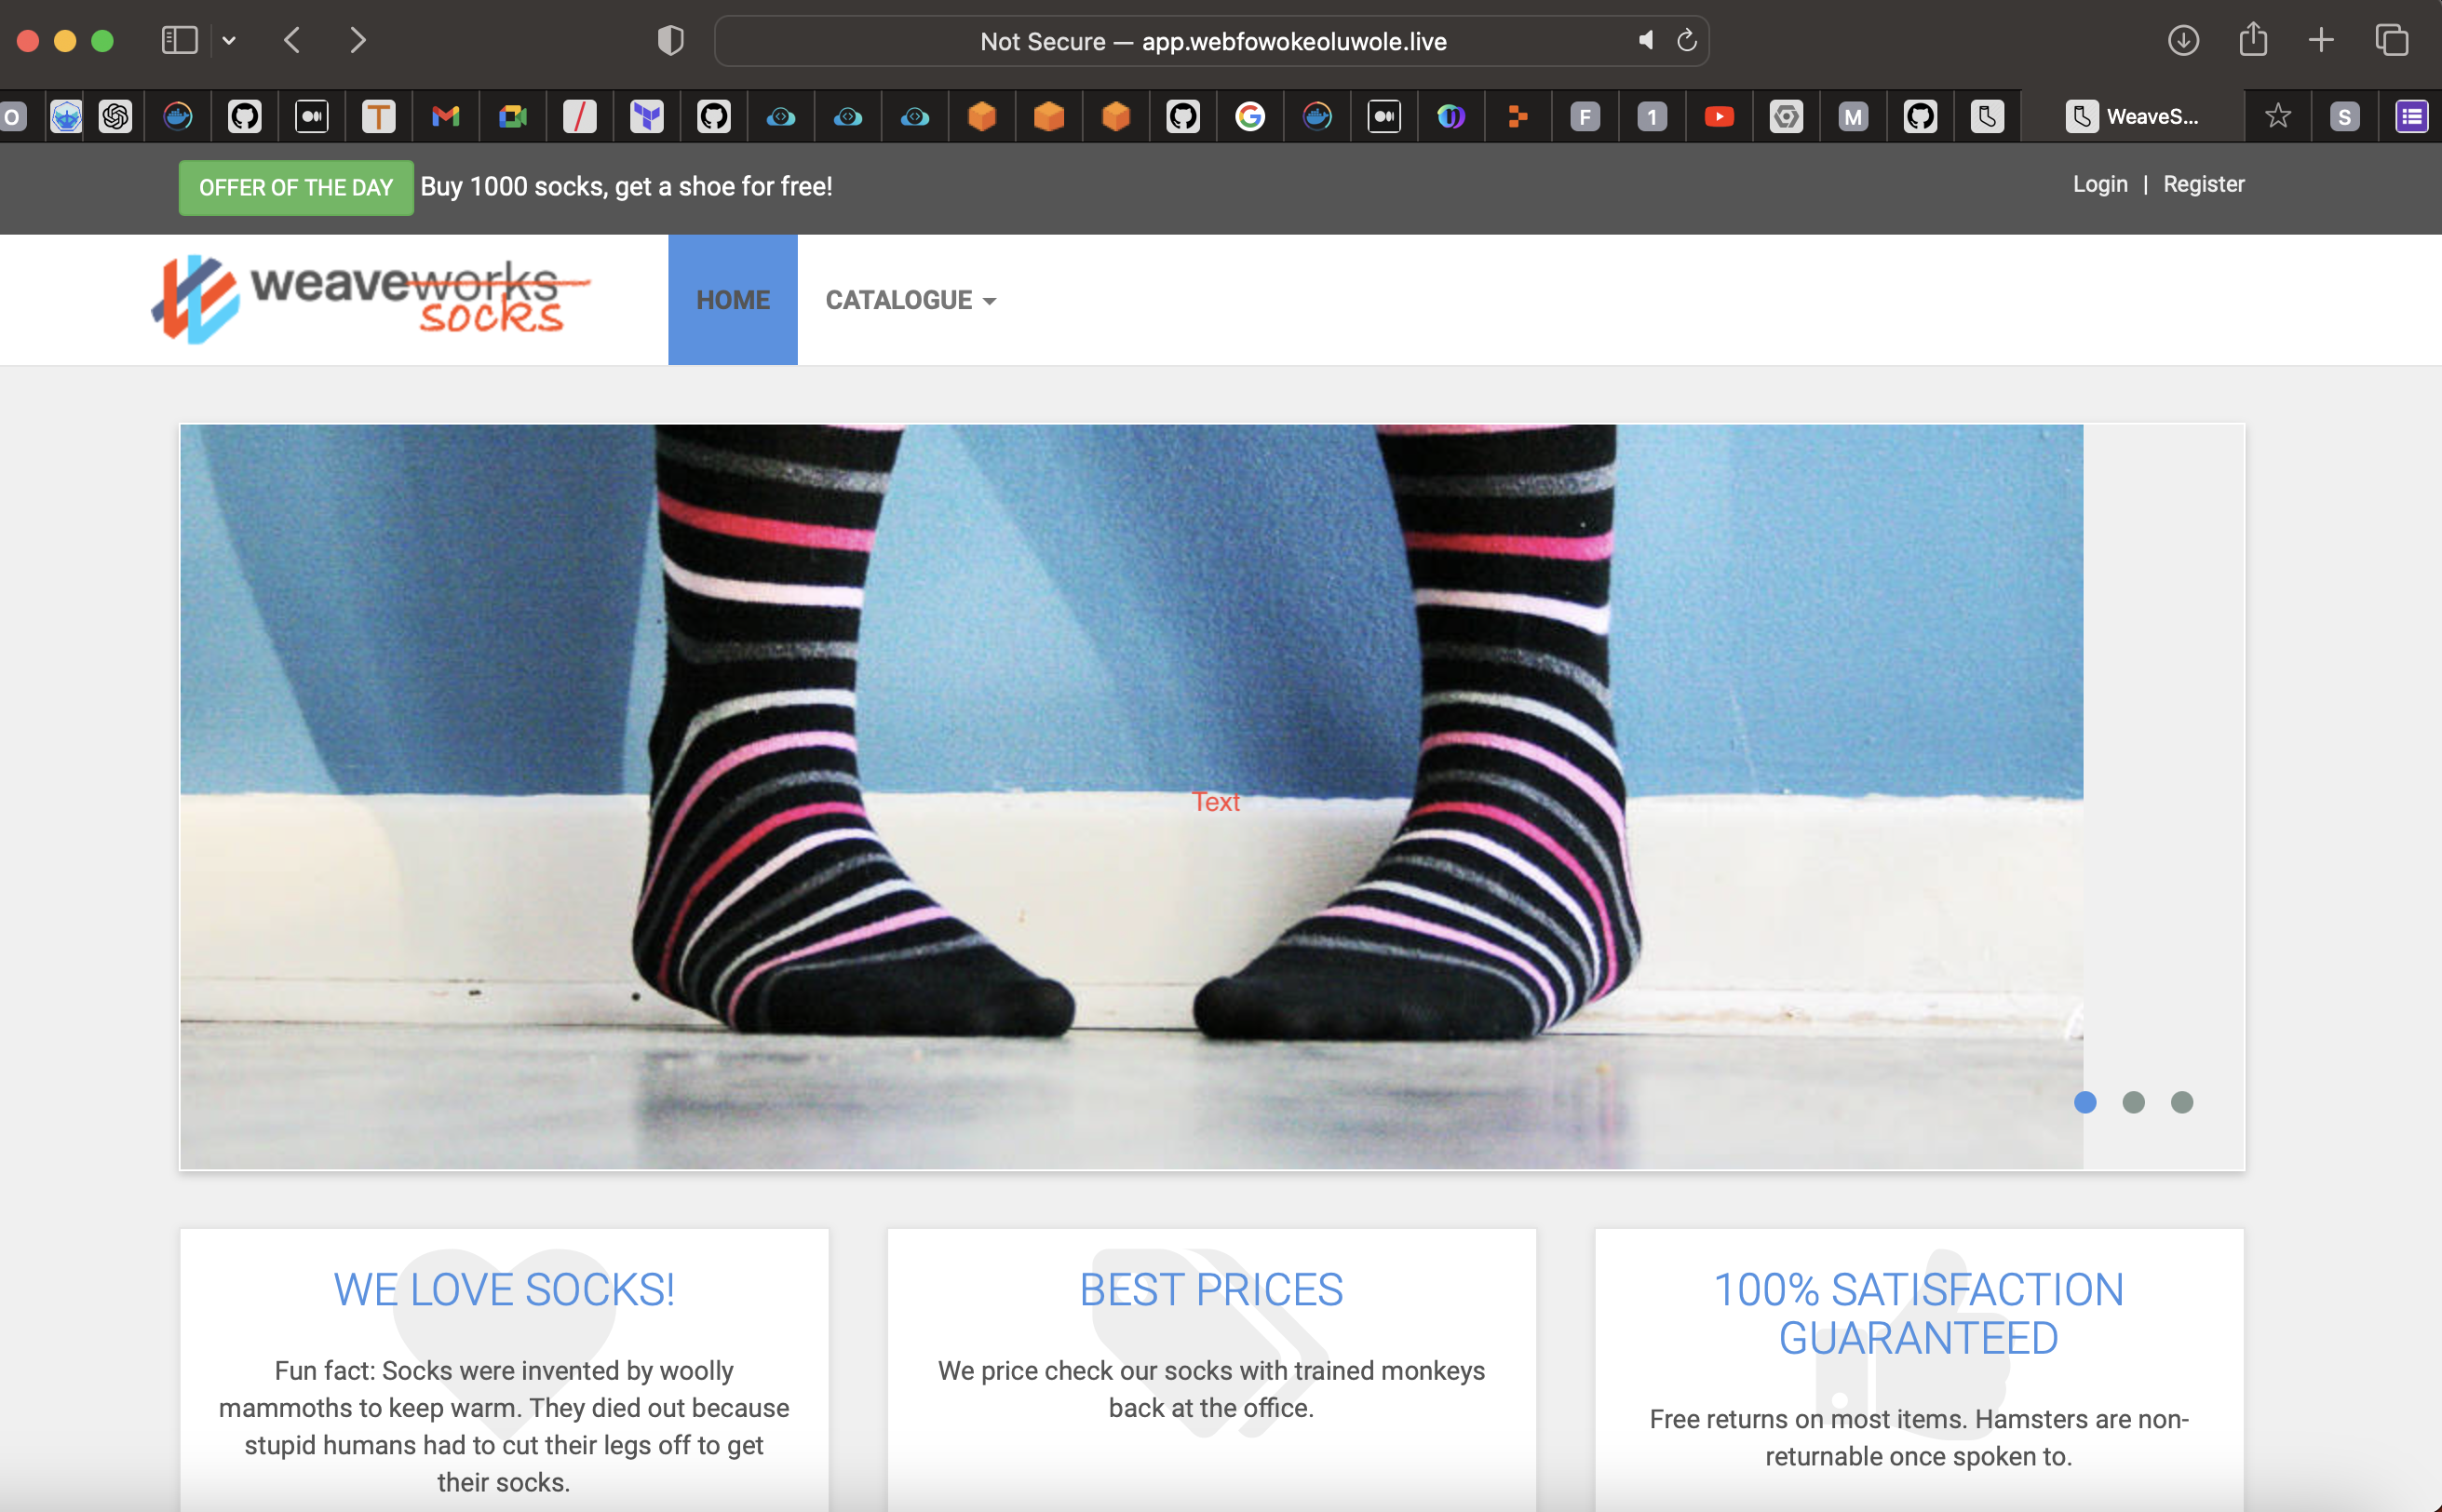 Not Secure — app.webfowokeoluwole.live
O T F 1 M WeaveS... S
OFFER OF THE DAY Buy 1000 socks, get a shoe for free!
Login | Register
weaveworks
socks
HOME CATALOGUE
Text
WE LOVE SOCKS!
Fun fact: Socks were invented by woolly
mammoths to keep warm. They died out because
stupid humans had to cut their legs off to get
their socks.
BEST PRICES
We price check our socks with trained monkeys
back at the office.
100% SATISFACTION
GUARANTEED
Free returns on most items. Hamsters are non-
returnable once spoken to.